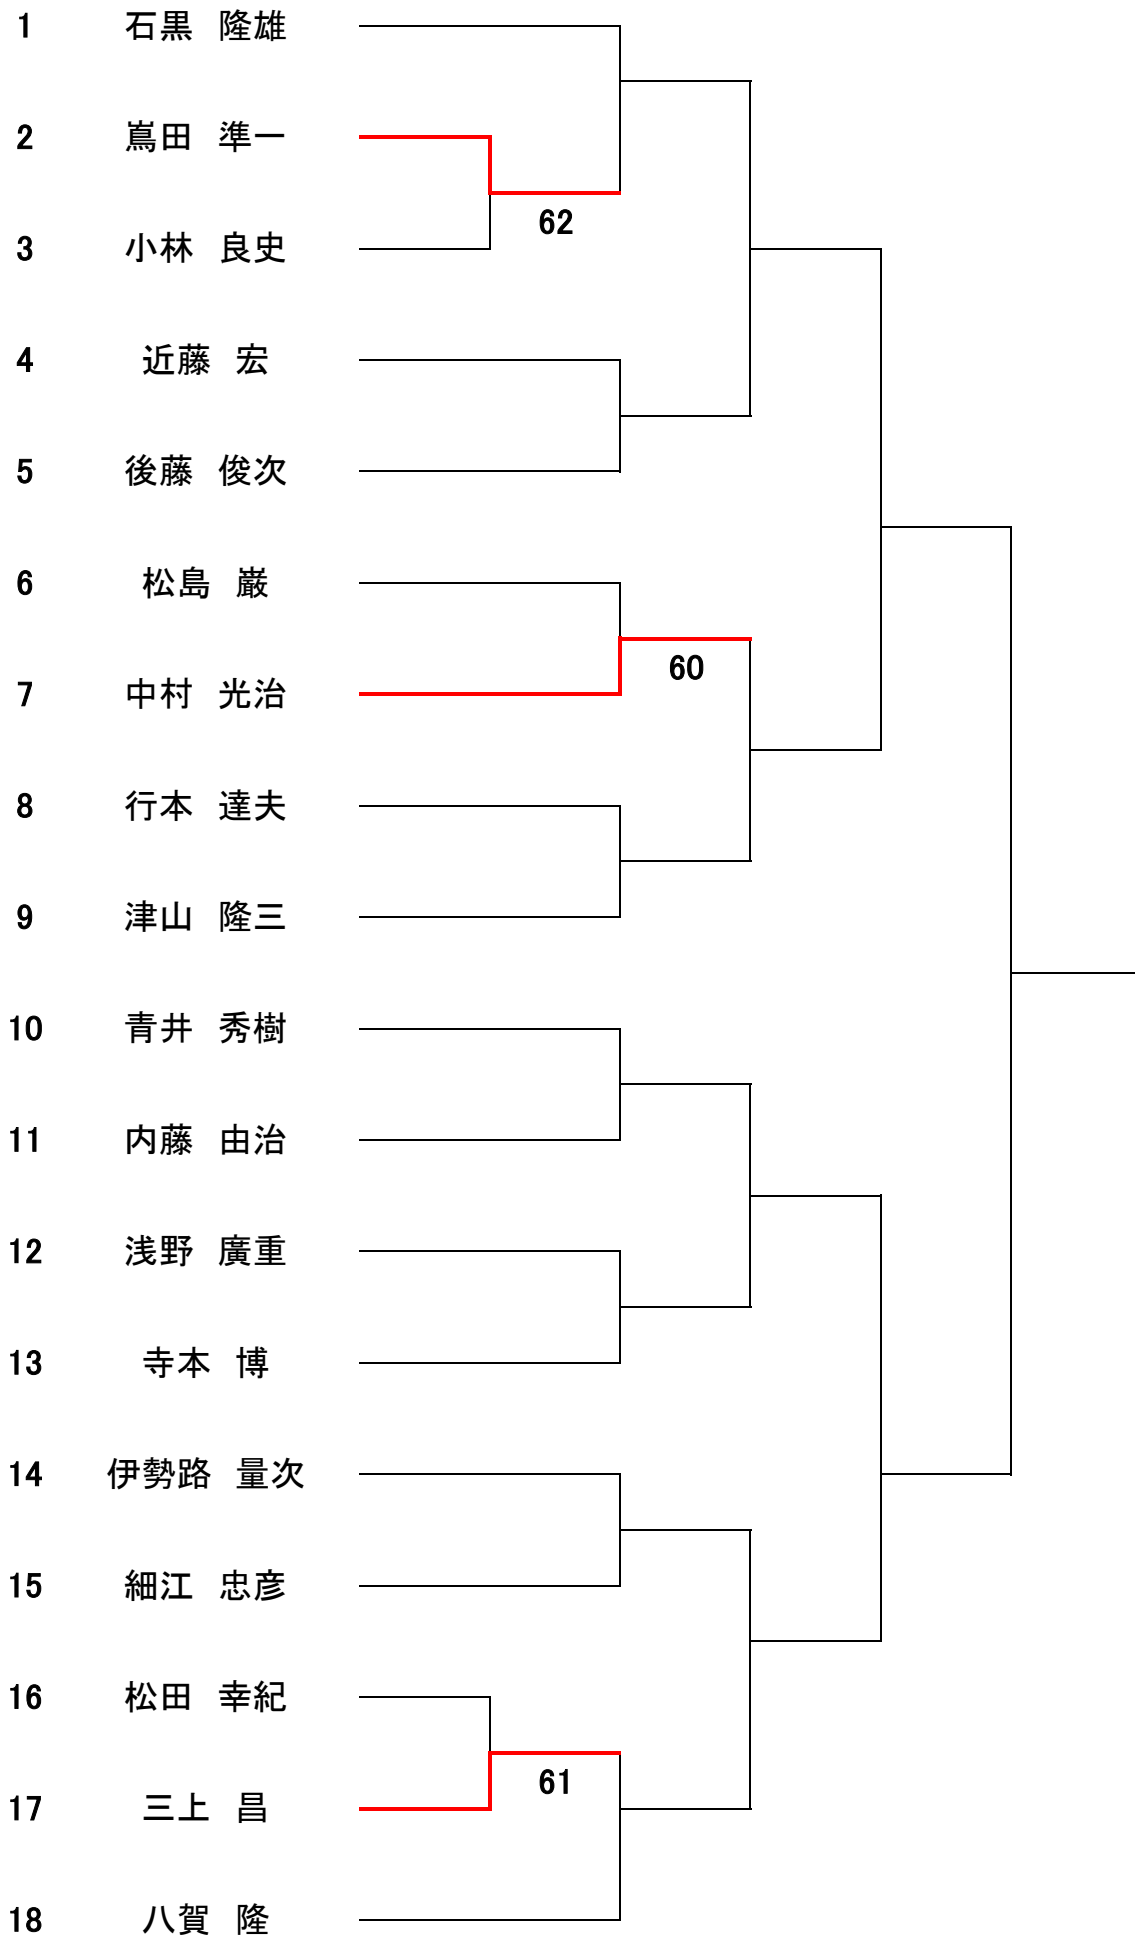 1 石黒 隆雄
2 嶌田 準一
62
3 小林 良史
4 近藤 宏
5 後藤 俊次
6 松島 巌
60
7 中村 光治
8 行本 達夫
9 津山 隆三
10 青井 秀樹
11 内藤 由治
12 浅野 廣重
13 寺本 博
14 伊勢路 量次
15 細江 忠彦
16 松田 幸紀
61
17 三上 昌
18 八賀 隆